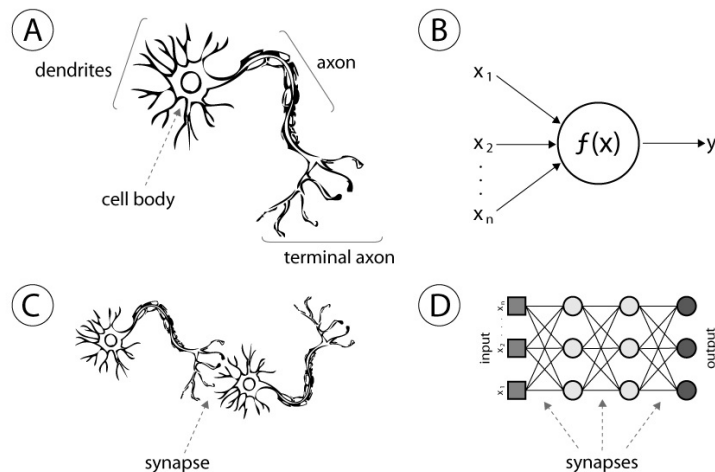 A
dendrites
axon
cell body
terminal axon
B
x1
x2
.
.
.
.
xn
f(x)
y
C
synapse
D
input
x1 x2 . . . xn
output
synapses